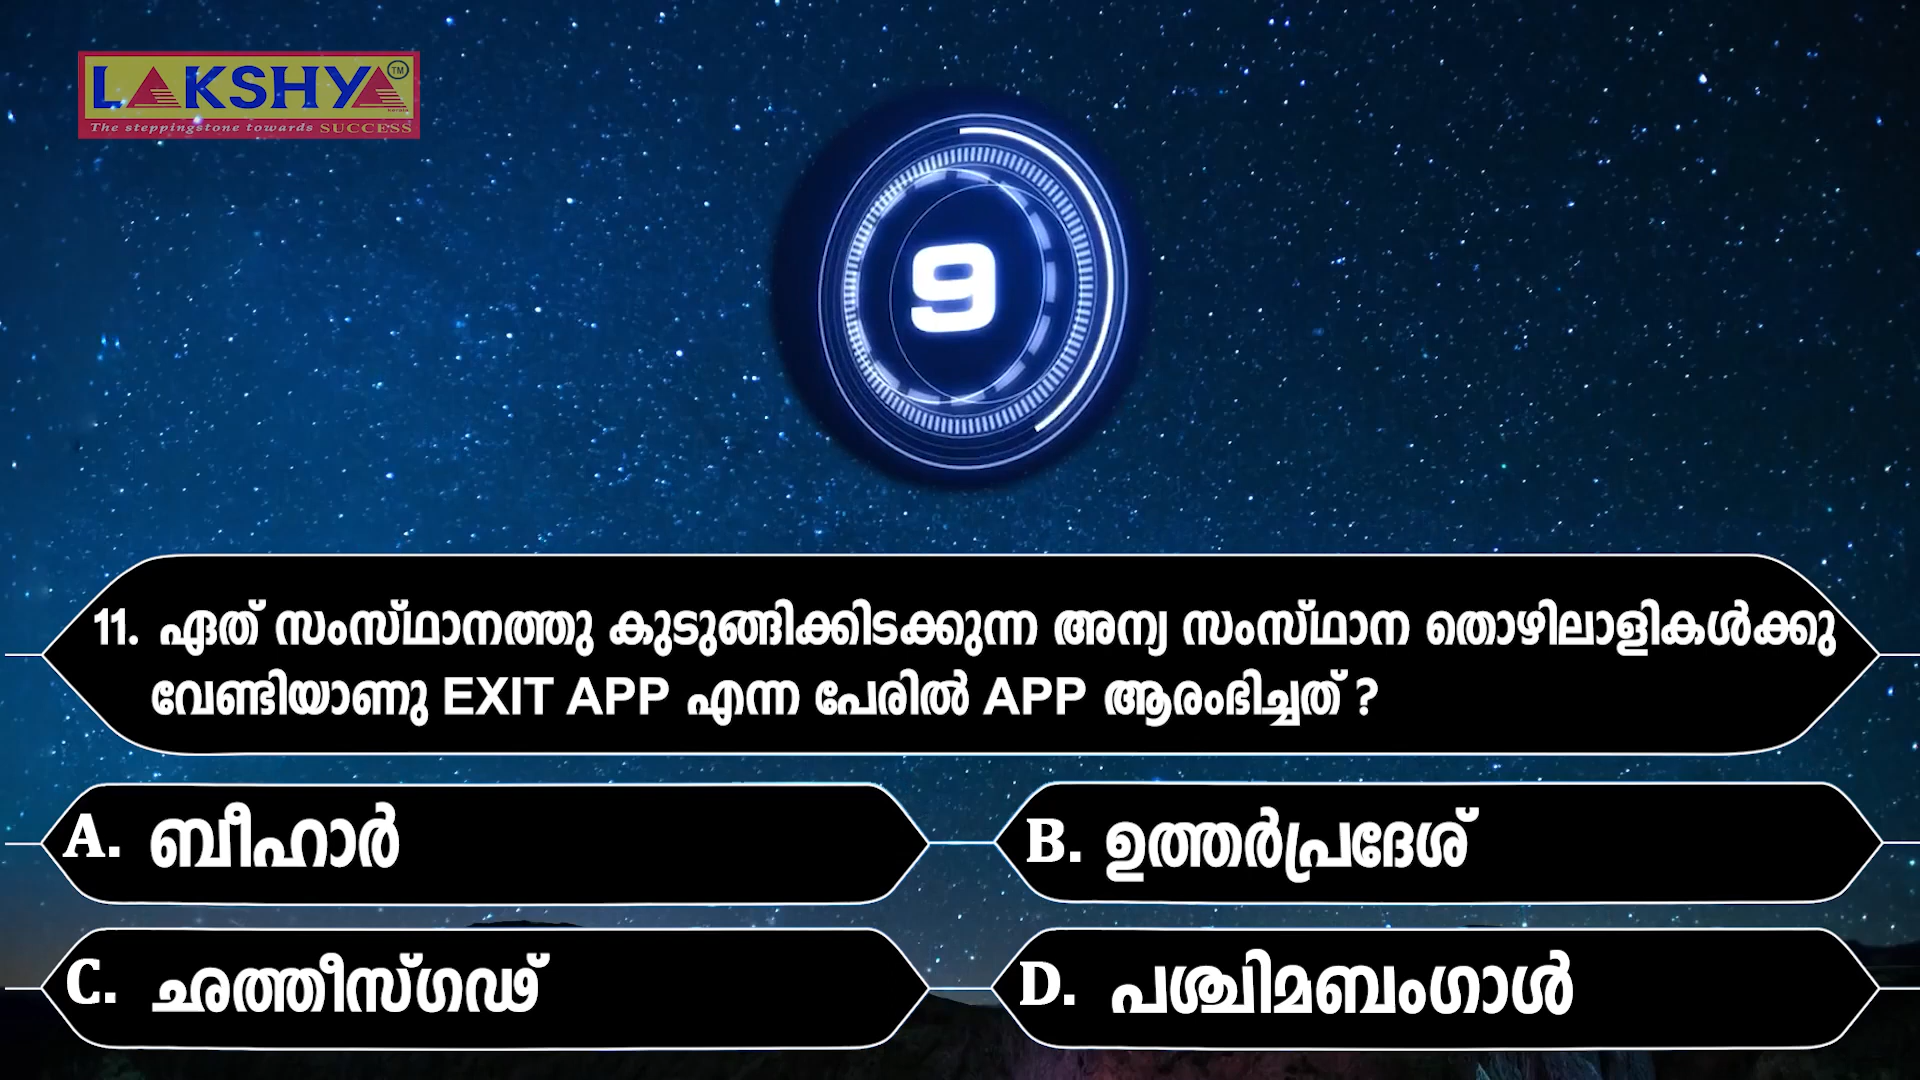 LAKSHYA TM
The steppingstone towards SUCCESS
9
11. ഏത് സംസ്ഥാനത്തു കുടുങ്ങിക്കിടക്കുന്ന അന്യ സംസ്ഥാന തൊഴിലാളികൾക്കു
വേണ്ടിയാണു EXIT APP എന്ന പേരിൽ APP ആരംഭിച്ചത് ?
A. ബീഹാർ
B. ഉത്തർപ്രദേശ്
C. ഛത്തീസ്ഗഢ്
D. പശ്ചിമബംഗാൾ